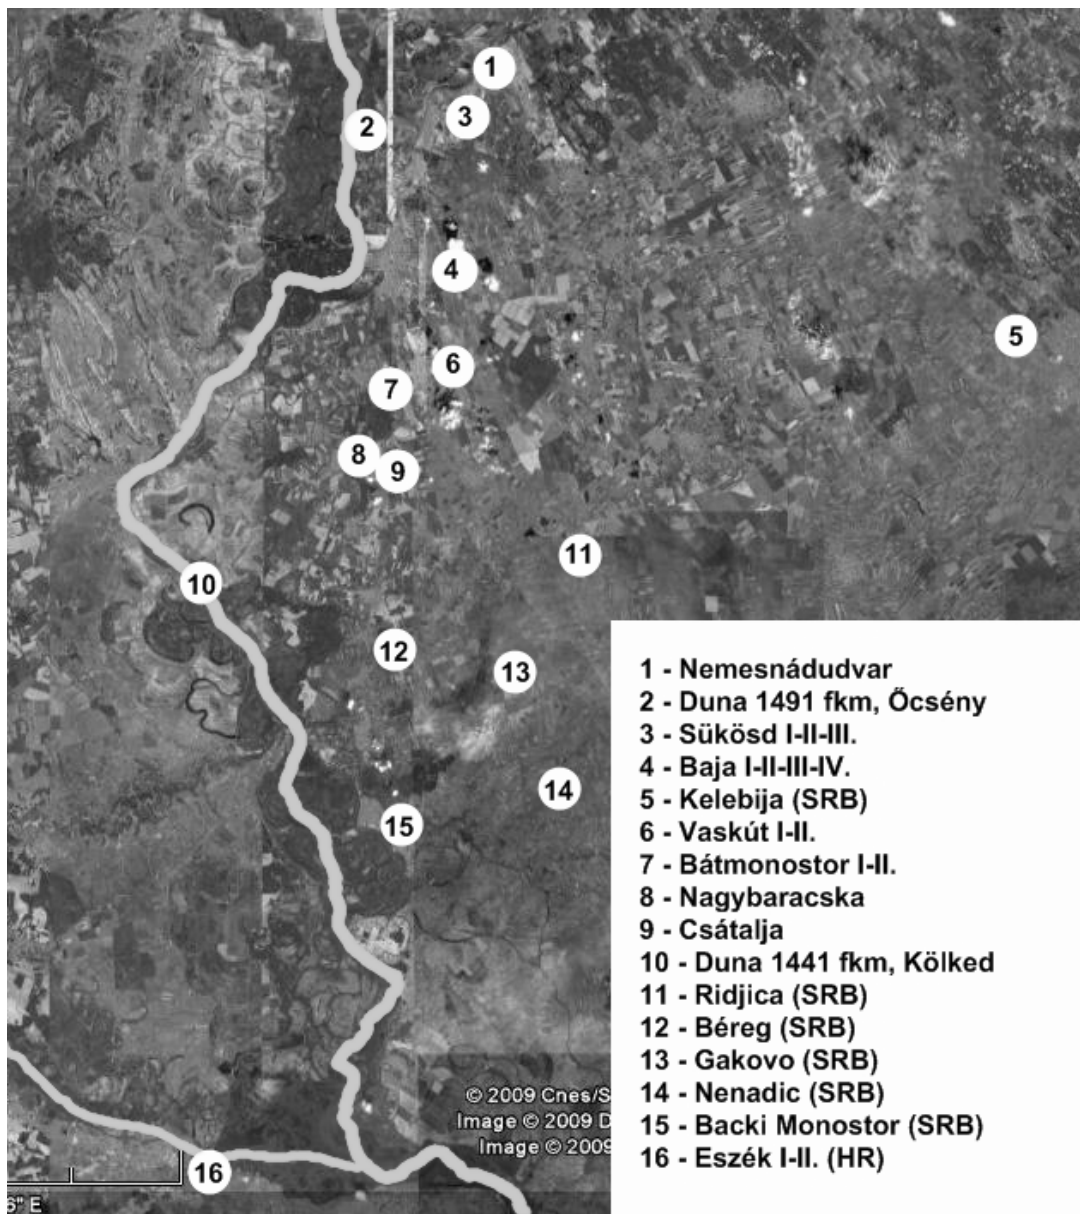 1
2
3
4
5
6
7
8
9
10
11
12
13
14
15
16
1 - Nemesnádudvar
2 - Duna 1491 fkm, Őcsény
3 - Sükösd I-II-III.
4 - Baja I-II-III-IV.
5 - Kelebija (SRB)
6 - Vaskút I-II.
7 - Bátmonostor I-II.
8 - Nagybaracska
9 - Csátalja
10 - Duna 1441 fkm, Kölked
11 - Ridjica (SRB)
12 - Béreg (SRB)
13 - Gakovo (SRB)
14 - Nenadic (SRB)
15 - Backi Monostor (SRB)
16 - Eszék I-II. (HR)
© 2009 Cnes/S
Image © 2009 D
Image © 2009
6" E